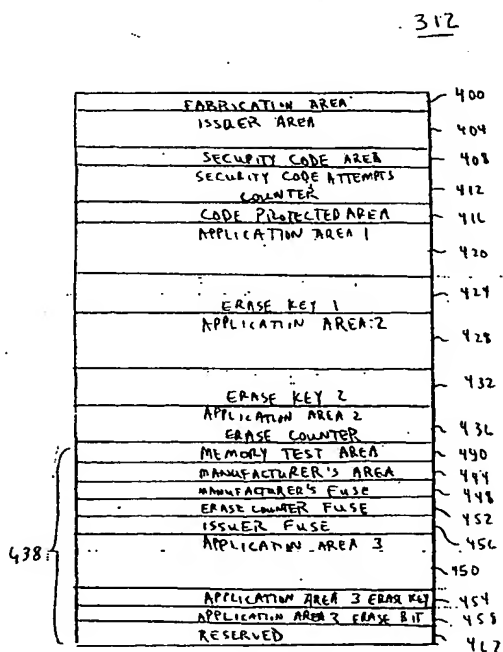 312
FABRICATION AREA 400
ISSUER AREA 404
SECURITY CODE AREA 408
SECURITY CODE ATTEMPTS
COUNTER 412
CODE PROTECTED AREA 416
APPLICATION AREA 1 420
424
ERASE KEY 1
APPLICATION AREA 2 428
432
ERASE KEY 2
APPLICATION AREA 2
ERASE COUNTER 436
MEMORY TEST AREA 440
MANUFACTURER'S AREA 444
MANUFACTURER'S FUSE 448
ERASE COUNTER FUSE 452
ISSUER FUSE 456
APPLICATION AREA 3
438
450
APPLICATION AREA 3 ERASE KEY 454
APPLICATION AREA 3 ERASE BIT 458
RESERVED